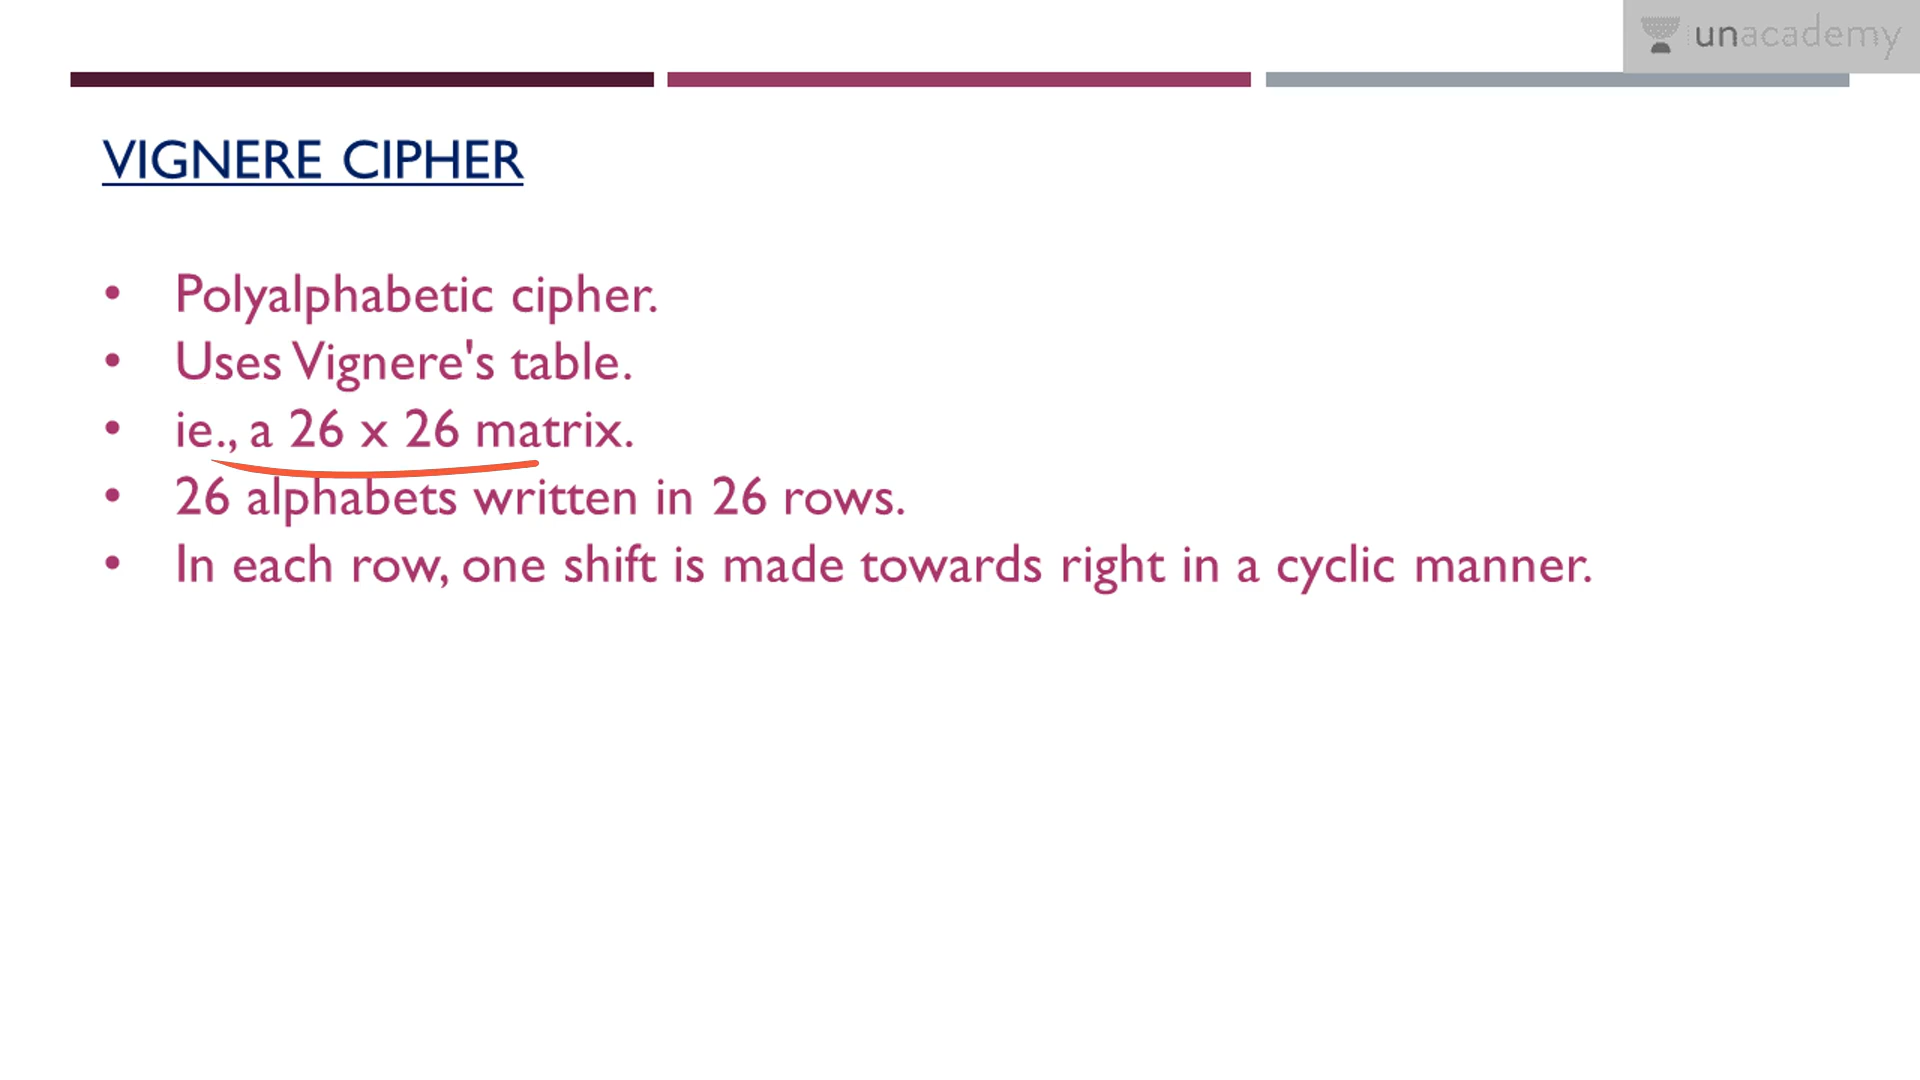 unacademy
VIGNERE CIPHER
• Polyalphabetic cipher.
• Uses Vignere's table.
• ie., a 26 x 26 matrix.
• 26 alphabets written in 26 rows.
• In each row, one shift is made towards right in a cyclic manner.